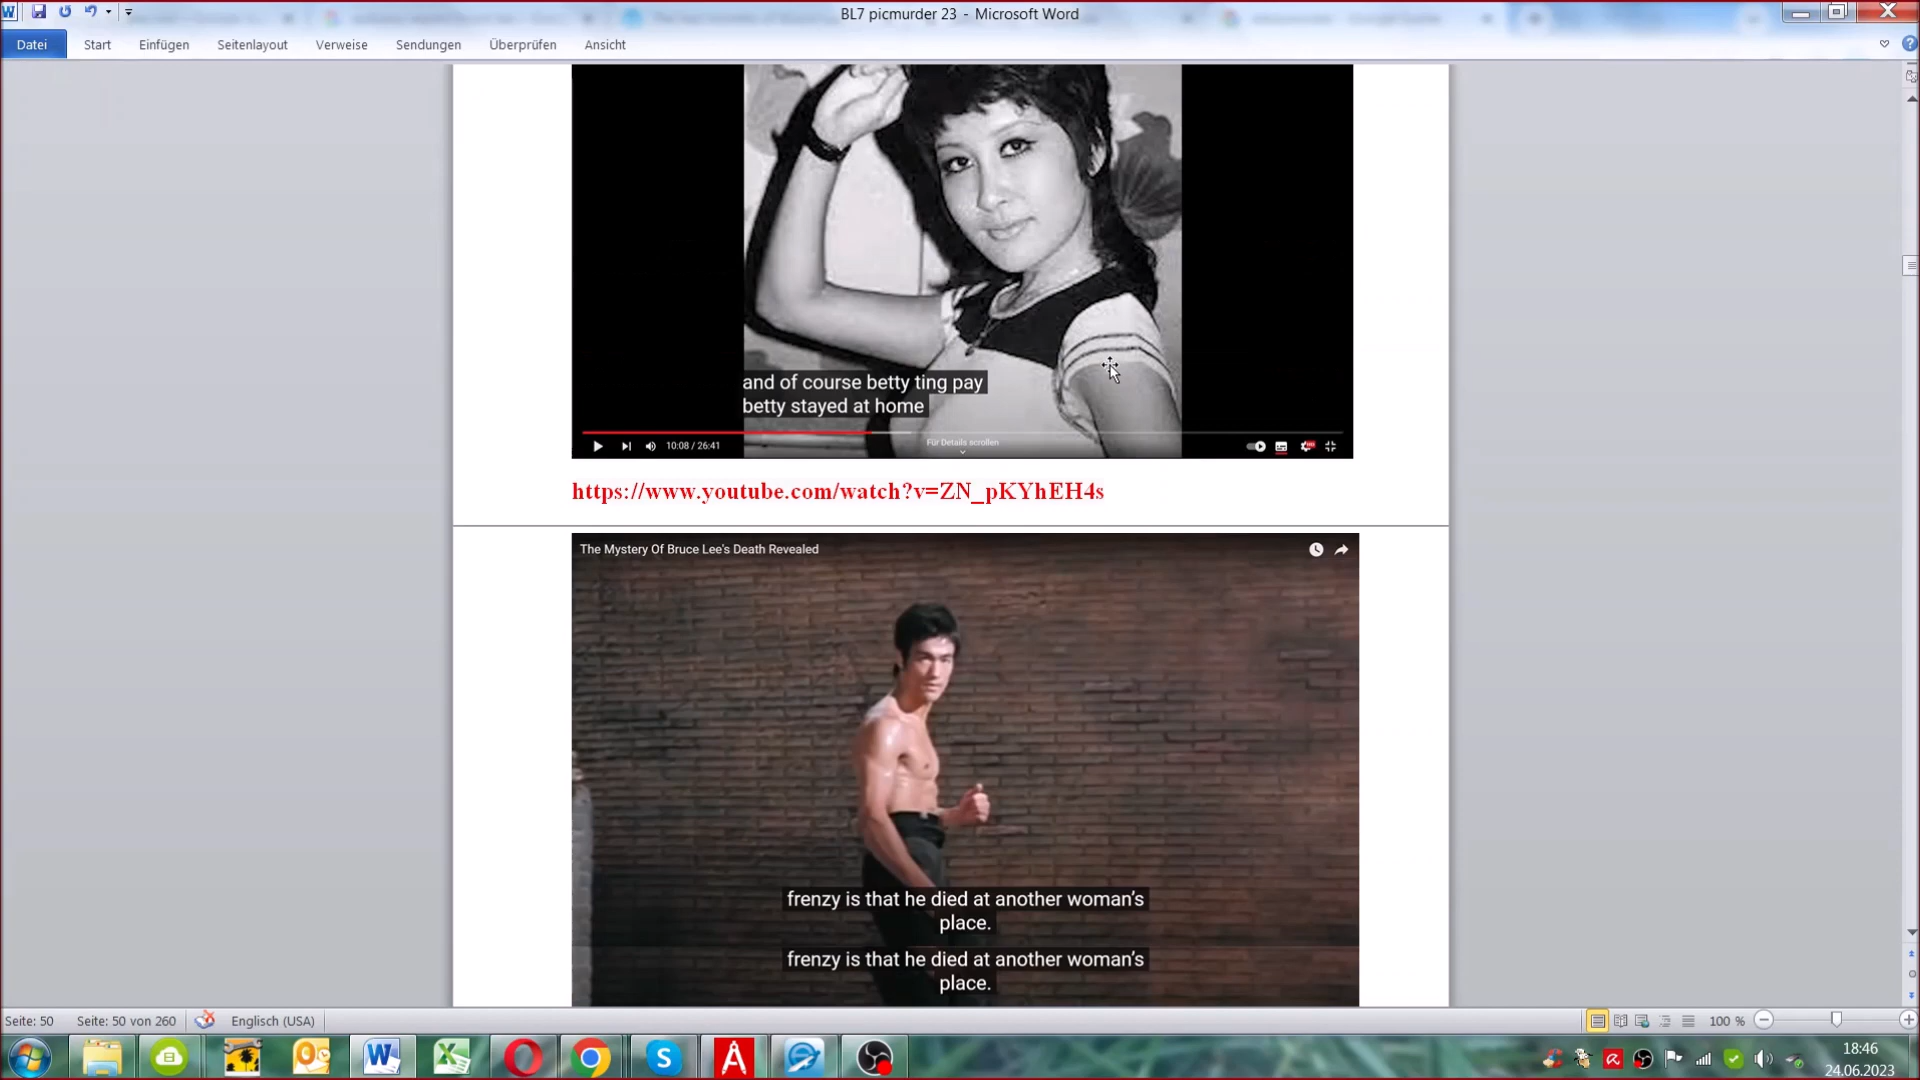 BL7 picmurder 23 - Microsoft Word
Datei Start Einfügen Seitenlayout Verweise Sendungen Überprüfen Ansicht
and of course betty ting pay
betty stayed at home
10:08 / 26:41
Für Details scrollen
https://www.youtube.com/watch?v=ZN_pKYhEH4s
The Mystery Of Bruce Lee's Death Revealed
frenzy is that he died at another woman's
place.
frenzy is that he died at another woman's
place.
Seite: 50 Seite: 50 von 260 Englisch (USA) 100 %
18:46
24.06.2023